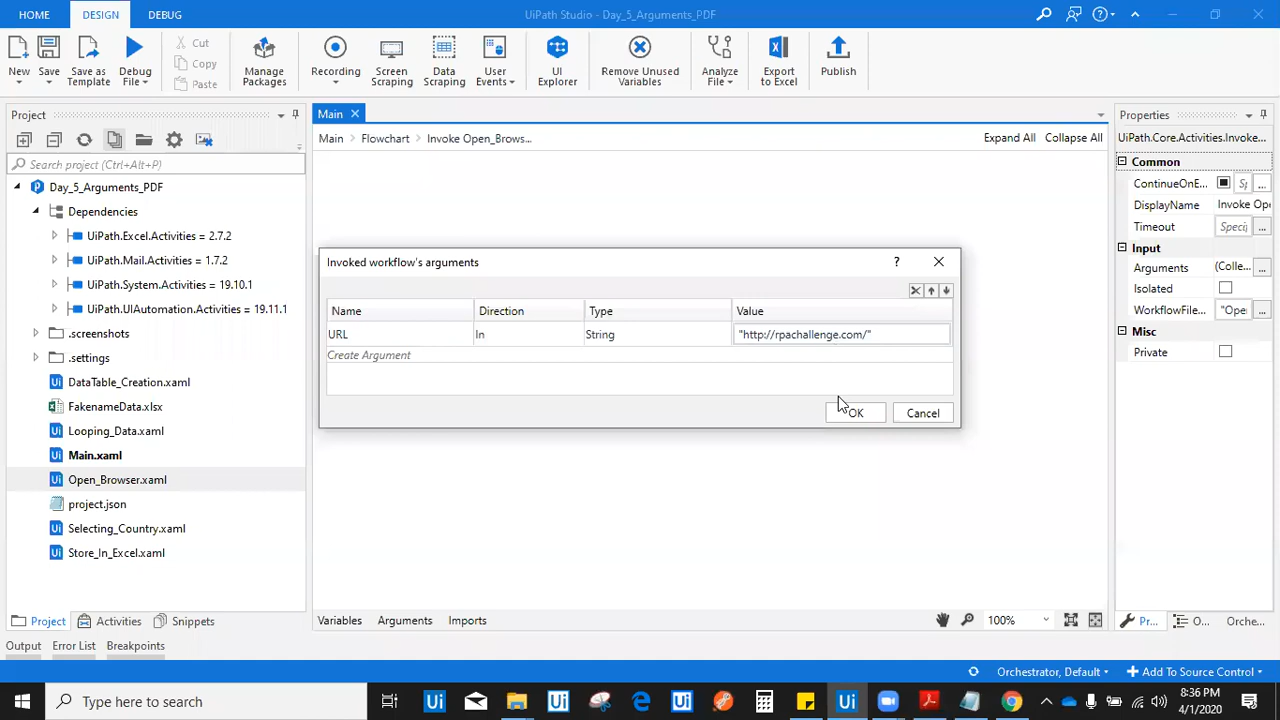 HOME
DESIGN
DEBUG
UiPath Studio - Day_5_Arguments_PDF
New
Save
Save as
Template
Debug
File
Cut
Copy
Paste
Manage
Packages
Recording
Screen
Scraping
Data
Scraping
User
Events
UI
Explorer
Remove Unused
Variables
Analyze
File
Export
to Excel
Publish
Project
Search project (Ctrl+Alt+P)
Day_5_Arguments_PDF
Dependencies
UiPath.Excel.Activities = 2.7.2
UiPath.Mail.Activities = 1.7.2
UiPath.System.Activities = 19.10.1
UiPath.UIAutomation.Activities = 19.11.1
.screenshots
.settings
DataTable_Creation.xaml
FakenameData.xlsx
Looping_Data.xaml
Main.xaml
Open_Browser.xaml
project.json
Selecting_Country.xaml
Store_In_Excel.xaml
Project
Activities
Snippets
Main
Main > Flowchart > Invoke Open_Brows...
Expand All
Collapse All
Invoked workflow's arguments
Name
Direction
Type
Value
URL
In
String
"http://rpachallenge.com/"
Create Argument
OK
Cancel
Variables
Arguments
Imports
100%
Properties
UiPath.Core.Activities.Invoke...
Common
ContinueOnE...
DisplayName
Invoke Ope
Timeout
Speci
Input
Arguments
(Colle...
Isolated
WorkflowFile...
"Ope
Misc
Private
Pr...
O...
Orche...
Output
Error List
Breakpoints
Orchestrator, Default
Add To Source Control
Type here to search
8:36 PM
4/1/2020